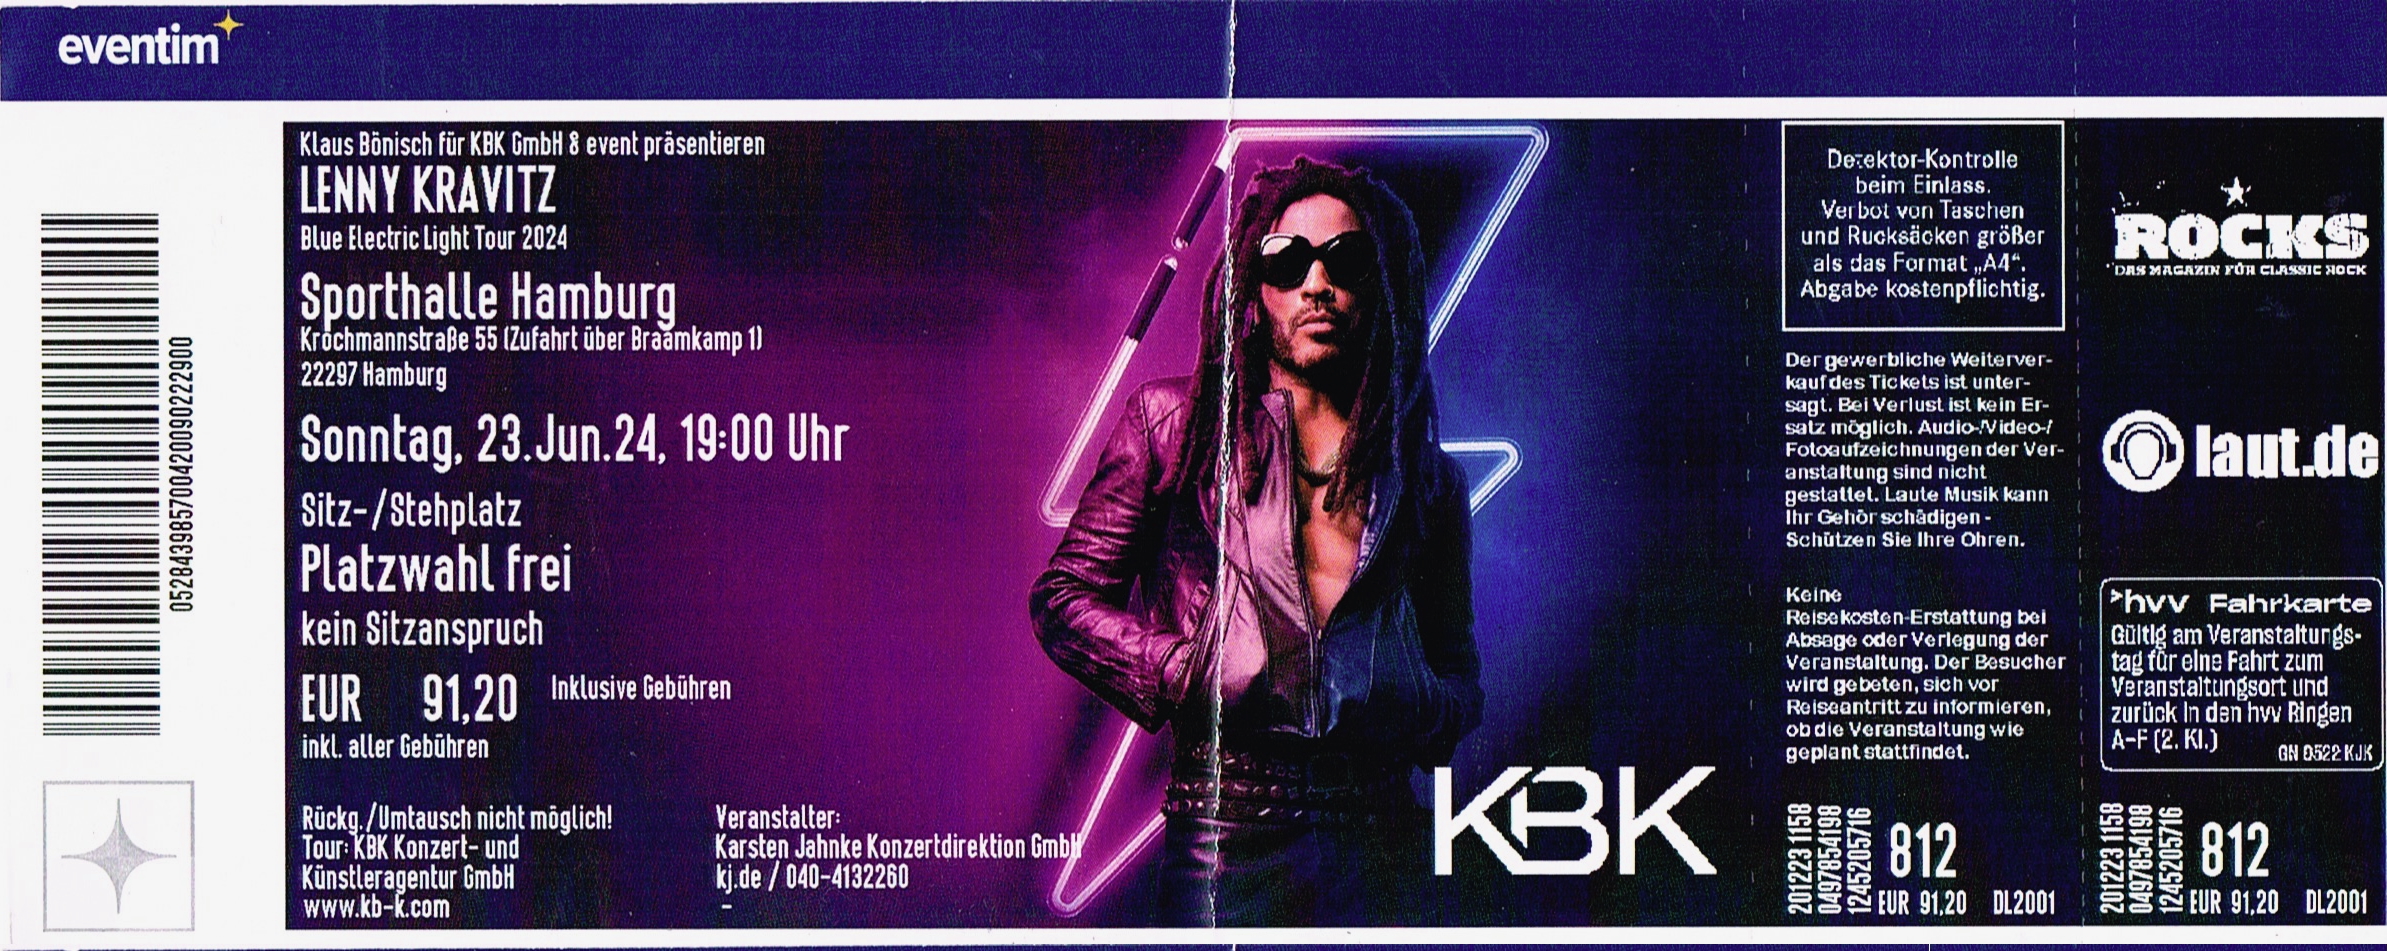 eventim
Klaus Bönisch für KBK GmbH & event präsentieren
LENNY KRAVITZ
Blue Electric Light Tour 2024
Sporthalle Hamburg
Krochmannstraße 55 (Zufahrt über Braamkamp 1)
22297 Hamburg
Sonntag, 23.Jun.24, 19:00 Uhr
Sitz-/Stehplatz
Platzwahl frei
kein Sitzanspruch
EUR 91,20 Inklusive Gebühren
inkl. aller Gebühren
Rückg./Umtausch nicht möglich!
Tour: KBK Konzert- und
Künstleragentur GmbH
www.kb-k.com
Veranstalter:
Karsten Jahnke Konzertdirektion GmbH
kj.de / 040-4132260
-
052843985700420090222900
KBK
Detektor-Kontrolle
beim Einlass.
Verbot von Taschen
und Rucksäcken größer
als das Format „A4“.
Abgabe kostenpflichtig.
Der gewerbliche Weiterver-
kauf des Tickets ist unter-
sagt. Bei Verlust ist kein Er-
satz möglich. Audio-/Video-/
Fotoaufzeichnungen der Ver-
anstaltung sind nicht
gestattet. Laute Musik kann
Ihr Gehör schädigen -
Schützen Sie Ihre Ohren.
Keine
Reisekosten-Erstattung bei
Absage oder Verlegung der
Veranstaltung. Der Besucher
wird gebeten, sich vor
Reiseantritt zu informieren,
ob die Veranstaltung wie
geplant stattfindet.
201223 1158
0497854198
1245205716
812
EUR 91,20 DL2001
ROCKS
DAS MAGAZIN FÜR CLASSIC ROCK
laut.de
>hvv Fahrkarte
Gültig am Veranstaltungs-
tag für eine Fahrt zum
Veranstaltungsort und
zurück in den hvv Ringen
A-F (2. Kl.)
GN 0522 KJK
201223 1158
0497854198
1245205716
812
EUR 91,20 DL2001